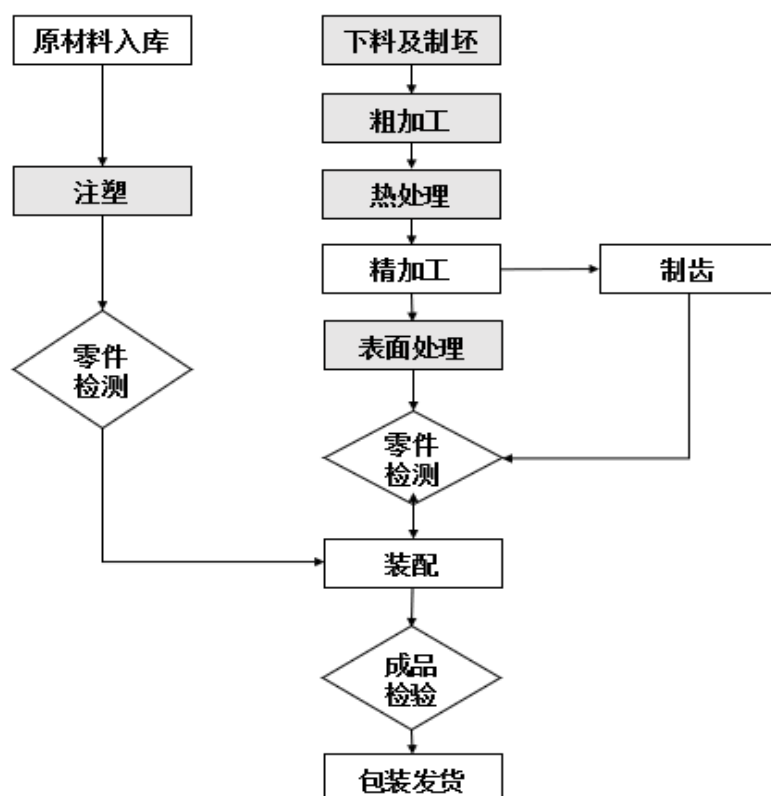 原材料入库
下料及制坯
粗加工
注塑
热处理
精加工
制齿
表面处理
零件
检测
零件
检测
装配
成品
检验
包装发货